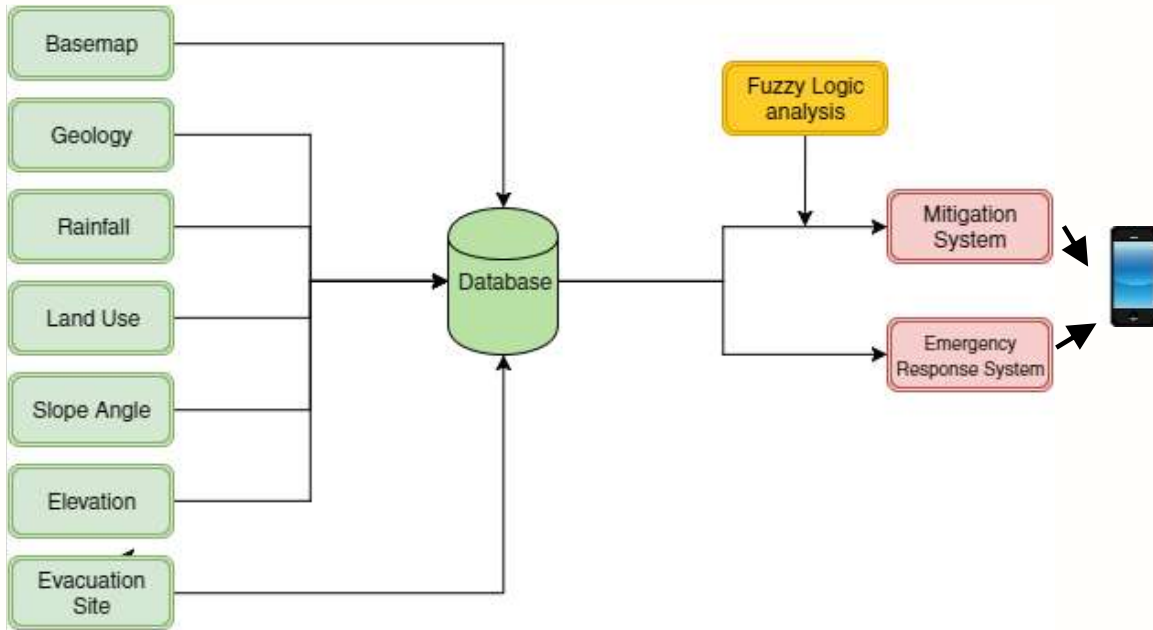 Basemap
Geology
Rainfall
Land Use
Slope Angle
Elevation
Evacuation
Site
Database
Fuzzy Logic
analysis
Mitigation
System
Emergency
Response System